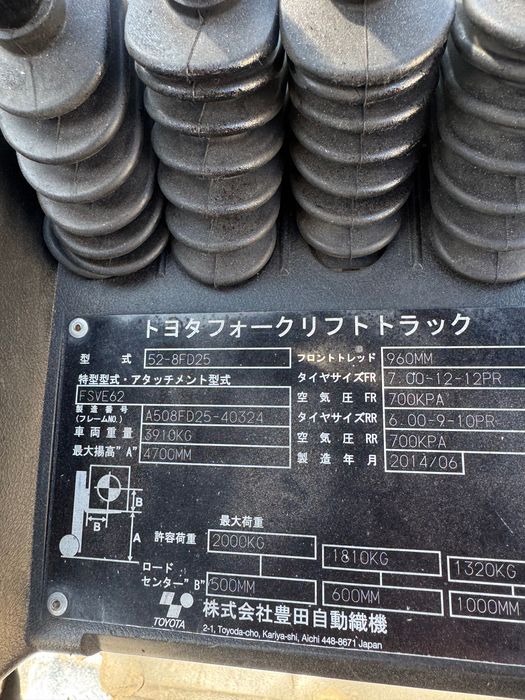 トヨタフォークリフトトラック
型 式 52-8FD25 フロントトレッド 960MM
特型型式・アタッチメント型式 タイヤサイズFR 7.00-12-12PR
FSVE62 空 気 圧 FR 700KPA
製造番号 (フレームNO.) A508FD25-40324 タイヤサイズRR 6.00-9-10PR
車両重量 3910KG 空 気 圧 RR 700KPA
最大揚高"A" 4700MM 製 造 年 月 2014/06
B
B
A
最大荷重
許容荷重 2000KG 1810KG 1320KG
ロード
センター"B" 500MM 600MM 1000MM
TOYOTA 株式会社豊田自動織機
2-1, Toyoda-cho, Kariya-shi, Aichi 448-8671 Japan